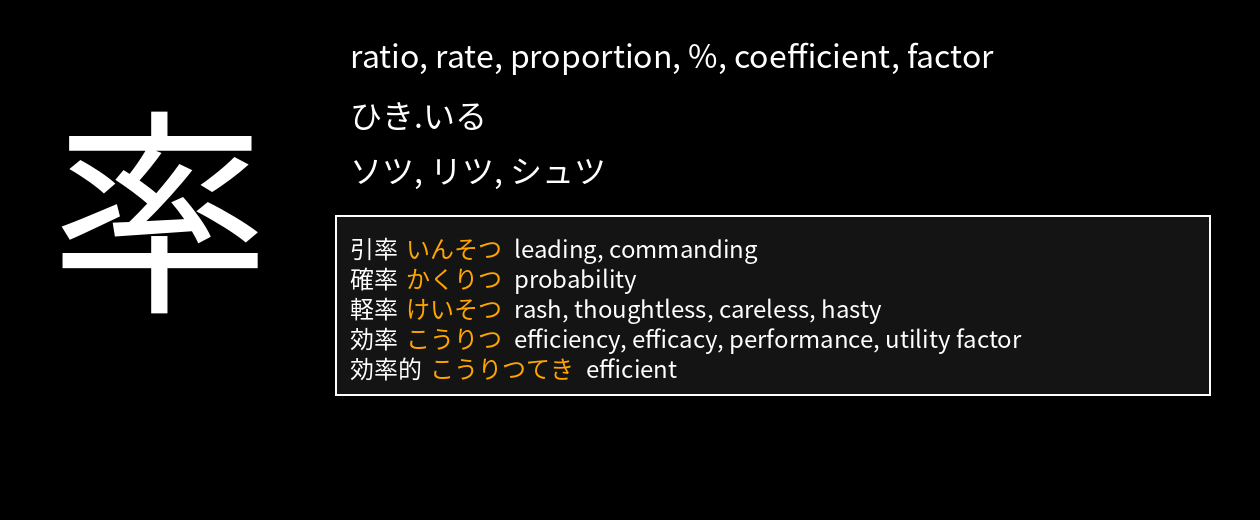 率
ratio, rate, proportion, %, coefficient, factor
ひき.いる
ソツ, リツ, シュツ
引率 いんそつ leading, commanding
確率 かくりつ probability
軽率 けいそつ rash, thoughtless, careless, hasty
効率 こうりつ efficiency, efficacy, performance, utility factor
効率的 こうりつてき efficient